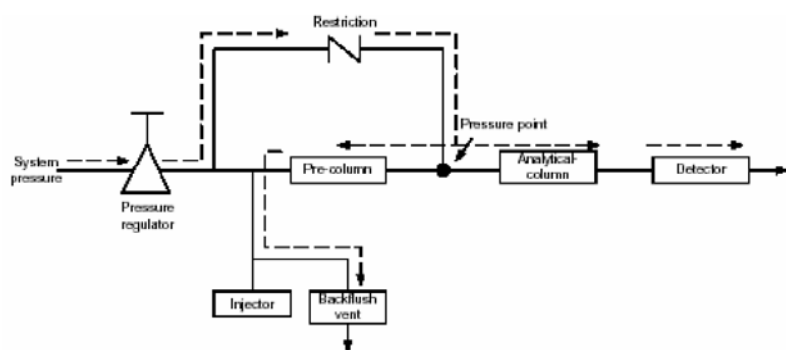 Restriction
Pressure point
System
pressure
Pre-column
Analytical-
column
Detector
Pressure
regulator
Injector
Backflush
vent